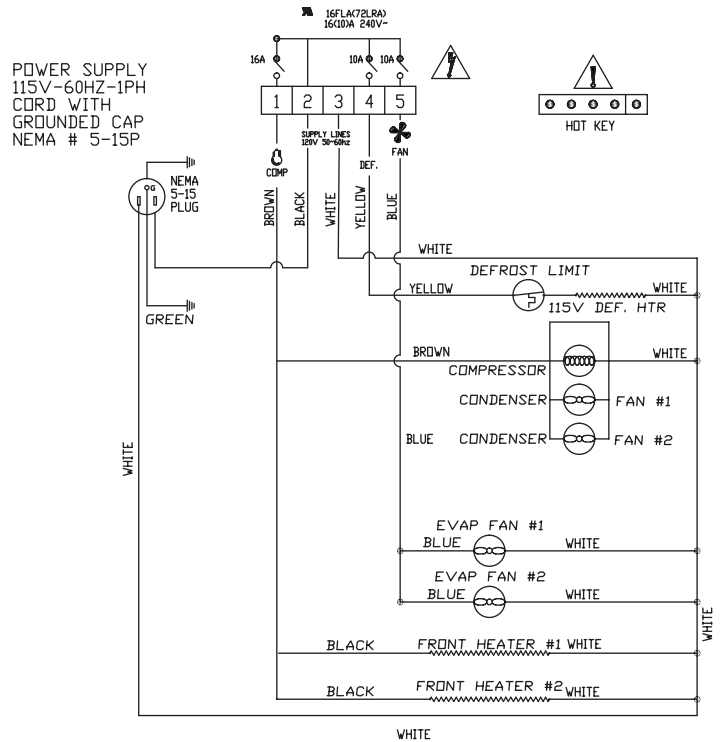 16FLA(72LRA)
16(10)A 240V~
16A
10A
10A
POWER SUPPLY
115V-60HZ-1PH
CORD WITH
GROUNDED CAP
NEMA # 5-15P
1 2 3 4 5
HOT KEY
SUPPLY LINES
120V 50-60hz
COMP
DEF.
FAN
G
NEMA
5-15
PLUG
BROWN
BLACK
WHITE
YELLOW
BLUE
WHITE
DEFROST LIMIT
YELLOW
WHITE
115V DEF. HTR
GREEN
BROWN
WHITE
COMPRESSOR
CONDENSER FAN #1
BLUE CONDENSER FAN #2
WHITE
EVAP FAN #1
BLUE WHITE
EVAP FAN #2
BLUE WHITE
WHITE
BLACK FRONT HEATER #1 WHITE
BLACK FRONT HEATER #2 WHITE
WHITE